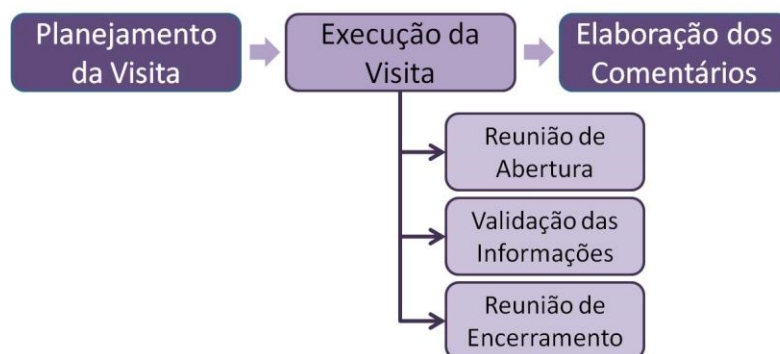 Planejamento
da Visita
Execução da
Visita
Elaboração dos
Comentários
Reunião de
Abertura
Validação das
Informações
Reunião de
Encerramento